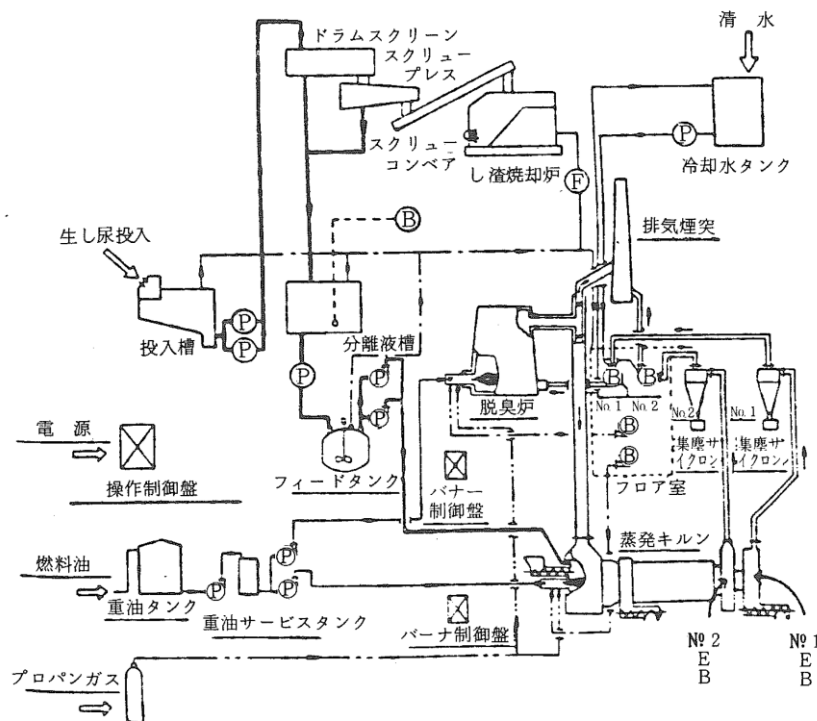 清水
ドラムスクリーン
スクリュー
プレス
スクリュー
コンベア
し渣焼却炉
P
冷却水タンク
F
生し尿投入
B
排気煙突
投入槽
P
P
分離液槽
P
P
P
脱臭炉
B
B
No.1 No.2
No.2
No.1
集塵サ
イクロン
集塵サ
イクロン
B
B
フロア室
電源
操作制御盤
フィードタンク
バナー
制御盤
蒸発キルン
燃料油
P
P
P
重油タンク
重油サービスタンク
バーナ制御盤
№2
E
B
№1
E
B
プロパンガス